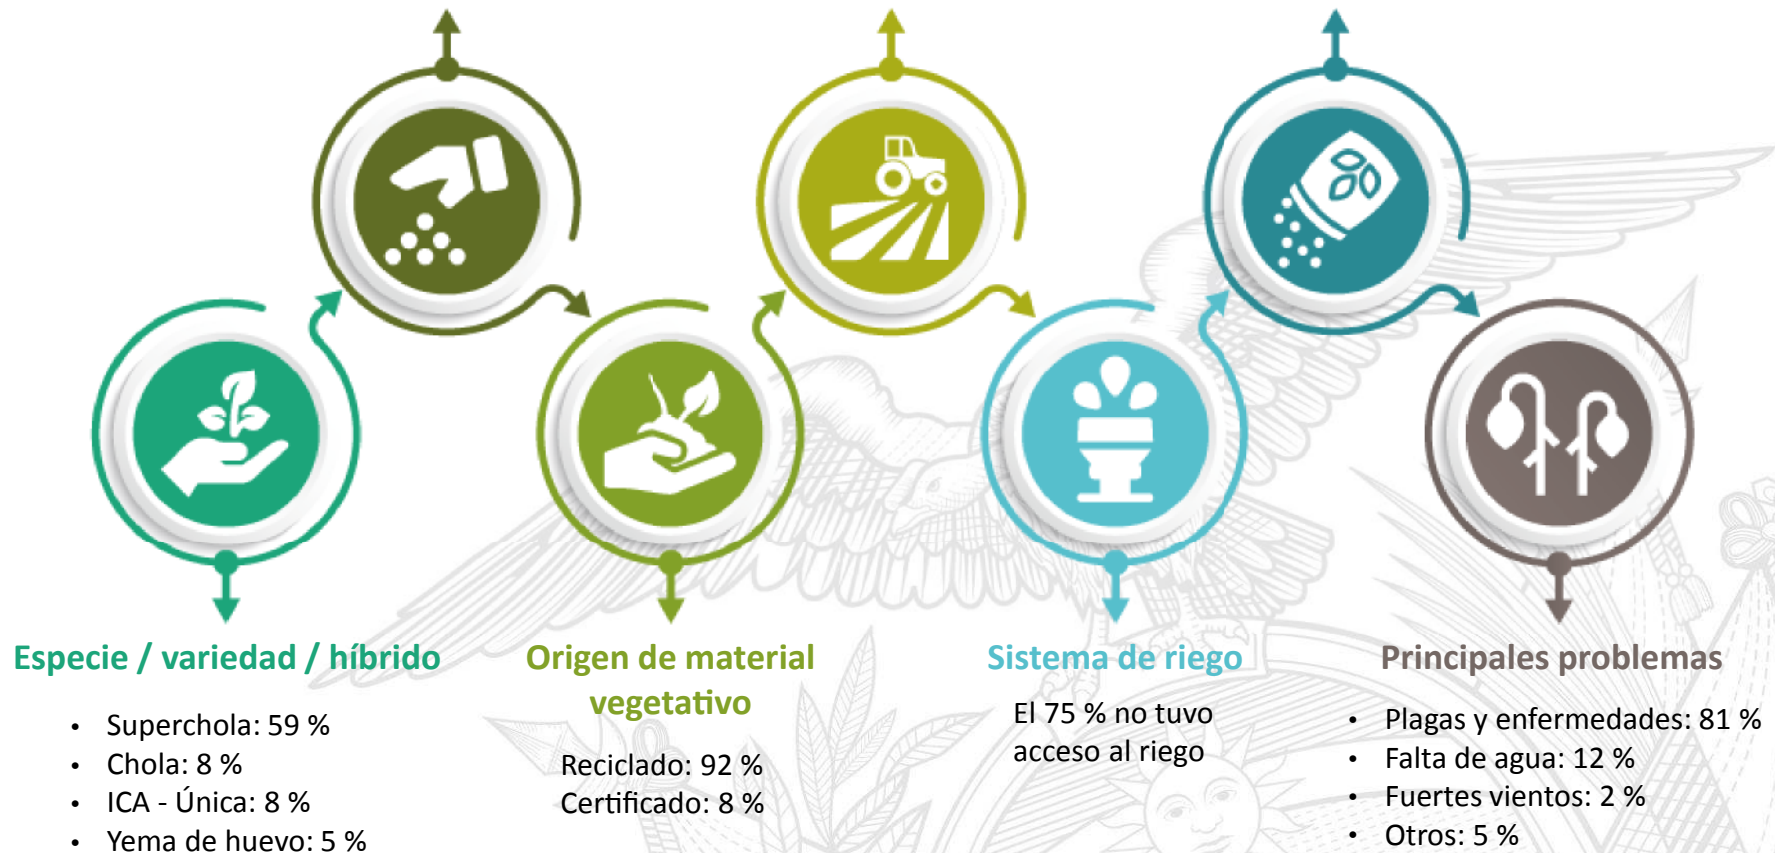 Especie / variedad / híbrido
• Superchola: 59 %
• Chola: 8 %
• ICA - Única: 8 %
• Yema de huevo: 5 %
Origen de material
vegetativo
Reciclado: 92 %
Certificado: 8 %
Sistema de riego
El 75 % no tuvo
acceso al riego
Principales problemas
• Plagas y enfermedades: 81 %
• Falta de agua: 12 %
• Fuertes vientos: 2 %
• Otros: 5 %